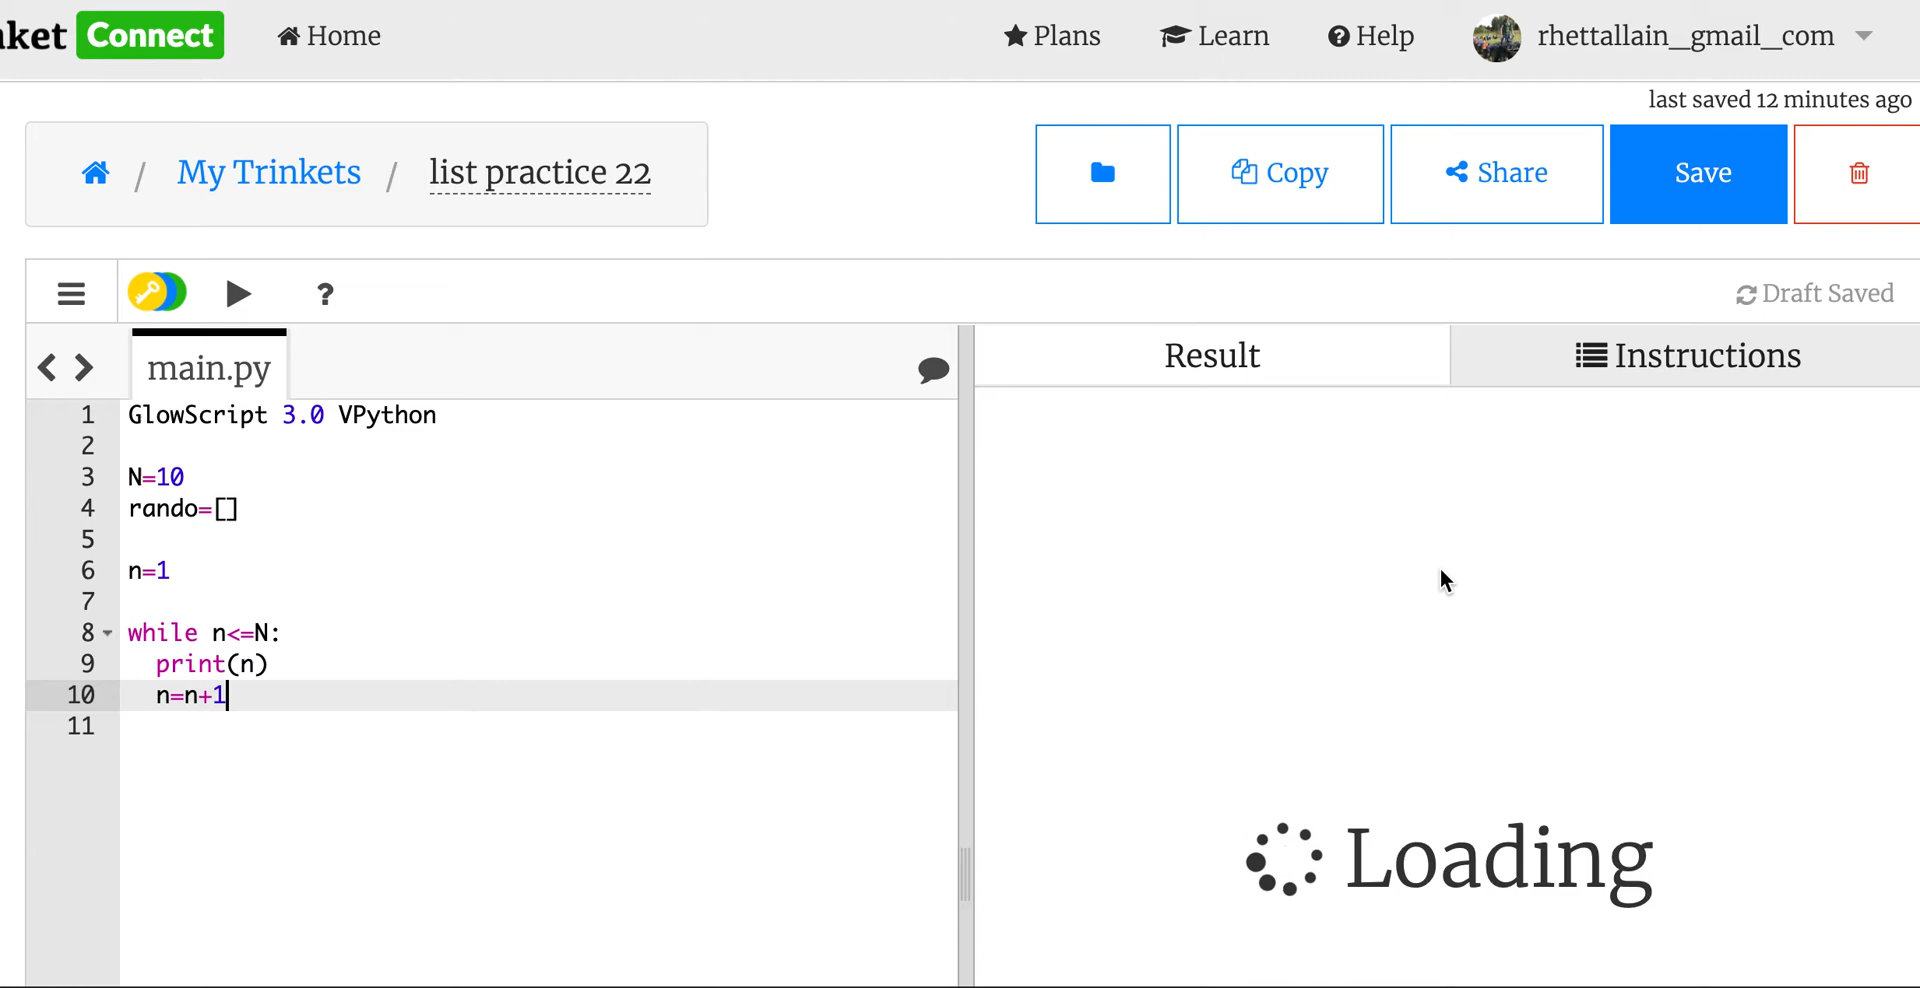 ket Connect Home Plans Learn Help rhettallain_gmail_com
last saved 12 minutes ago
/ My Trinkets / list practice 22 Copy Share Save
? Draft Saved
main.py Result Instructions
1 GlowScript 3.0 VPython
2
3 N=10
4 rando=[]
5
6 n=1
7
8 while n<=N:
9 print(n)
10 n=n+1
11
Loading